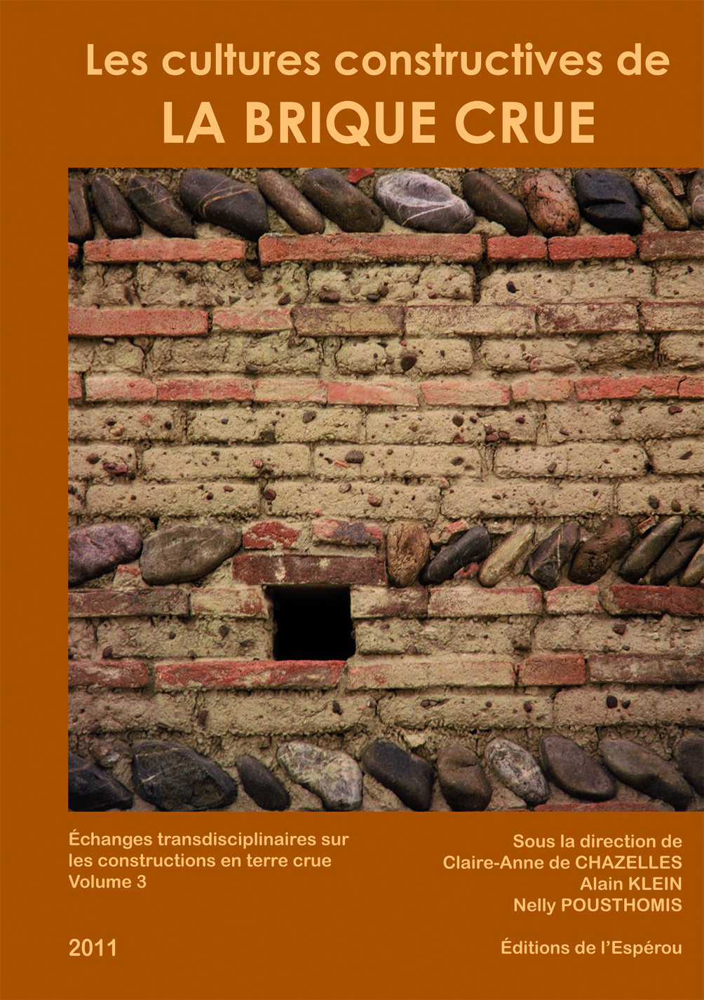 Les cultures constructives de
LA BRIQUE CRUE
Échanges transdisciplinaires sur
les constructions en terre crue
Volume 3
Sous la direction de
Claire-Anne de CHAZELLES
Alain KLEIN
Nelly POUSTHOMIS
2011
Éditions de l’Espérou